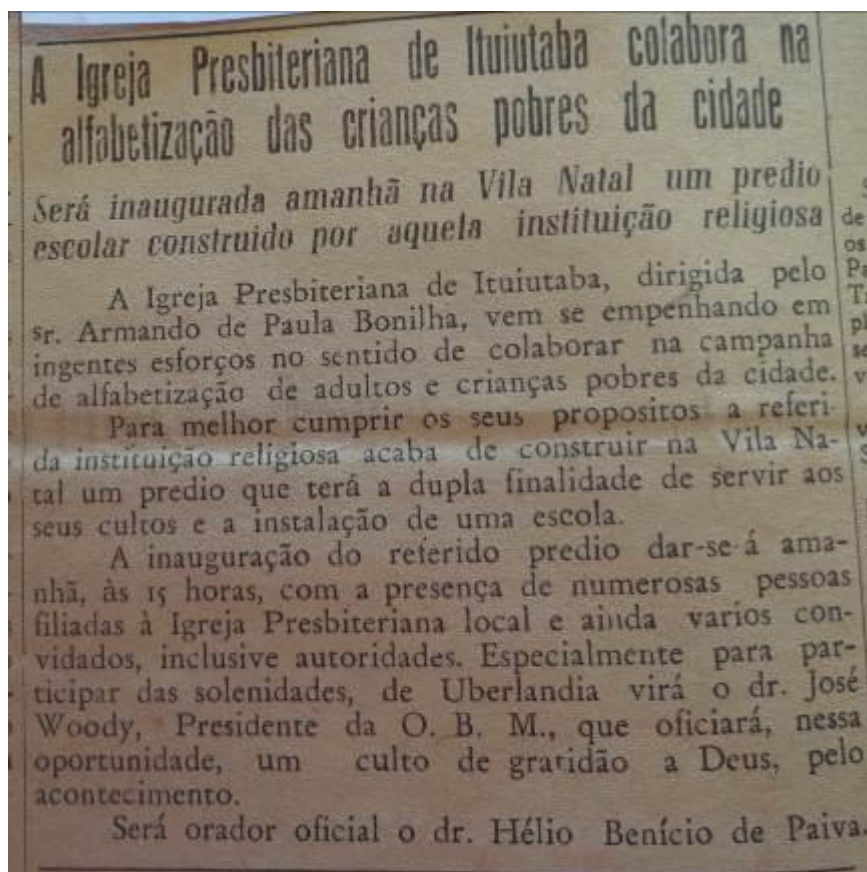 A Igreja Presbiteriana de Ituiutaba colabora na
alfabetização das crianças pobres da cidade
Será inaugurada amanhã na Vila Natal um predio
escolar construido por aquela instituição religiosa
A Igreja Presbiteriana de Ituiutaba, dirigida pelo
sr. Armando de Paula Bonilha, vem se empenhando em
ingentes esforços no sentido de colaborar na campanha
de alfabetização de adultos e crianças pobres da cidade.
Para melhor cumprir os seus propositos a referi-
da instituição religiosa acaba de construir na Vila Na-
tal um predio que terá a dupla finalidade de servir aos
seus cultos e a instalação de uma escola.
A inauguração do referido predio dar-se-á ama-
nhã, às 15 horas, com a presença de numerosas pessoas
filiadas à Igreja Presbiteriana local e ainda varios con-
vidados, inclusive autoridades. Especialmente para par-
ticipar das solenidades, de Uberlandia virá o dr. José
Woody, Presidente da O. B. M., que oficiará, nessa
oportunidade, um culto de gratidão a Deus, pelo
acontecimento.
Será orador oficial o dr. Hélio Benício de Paiva.
de
os